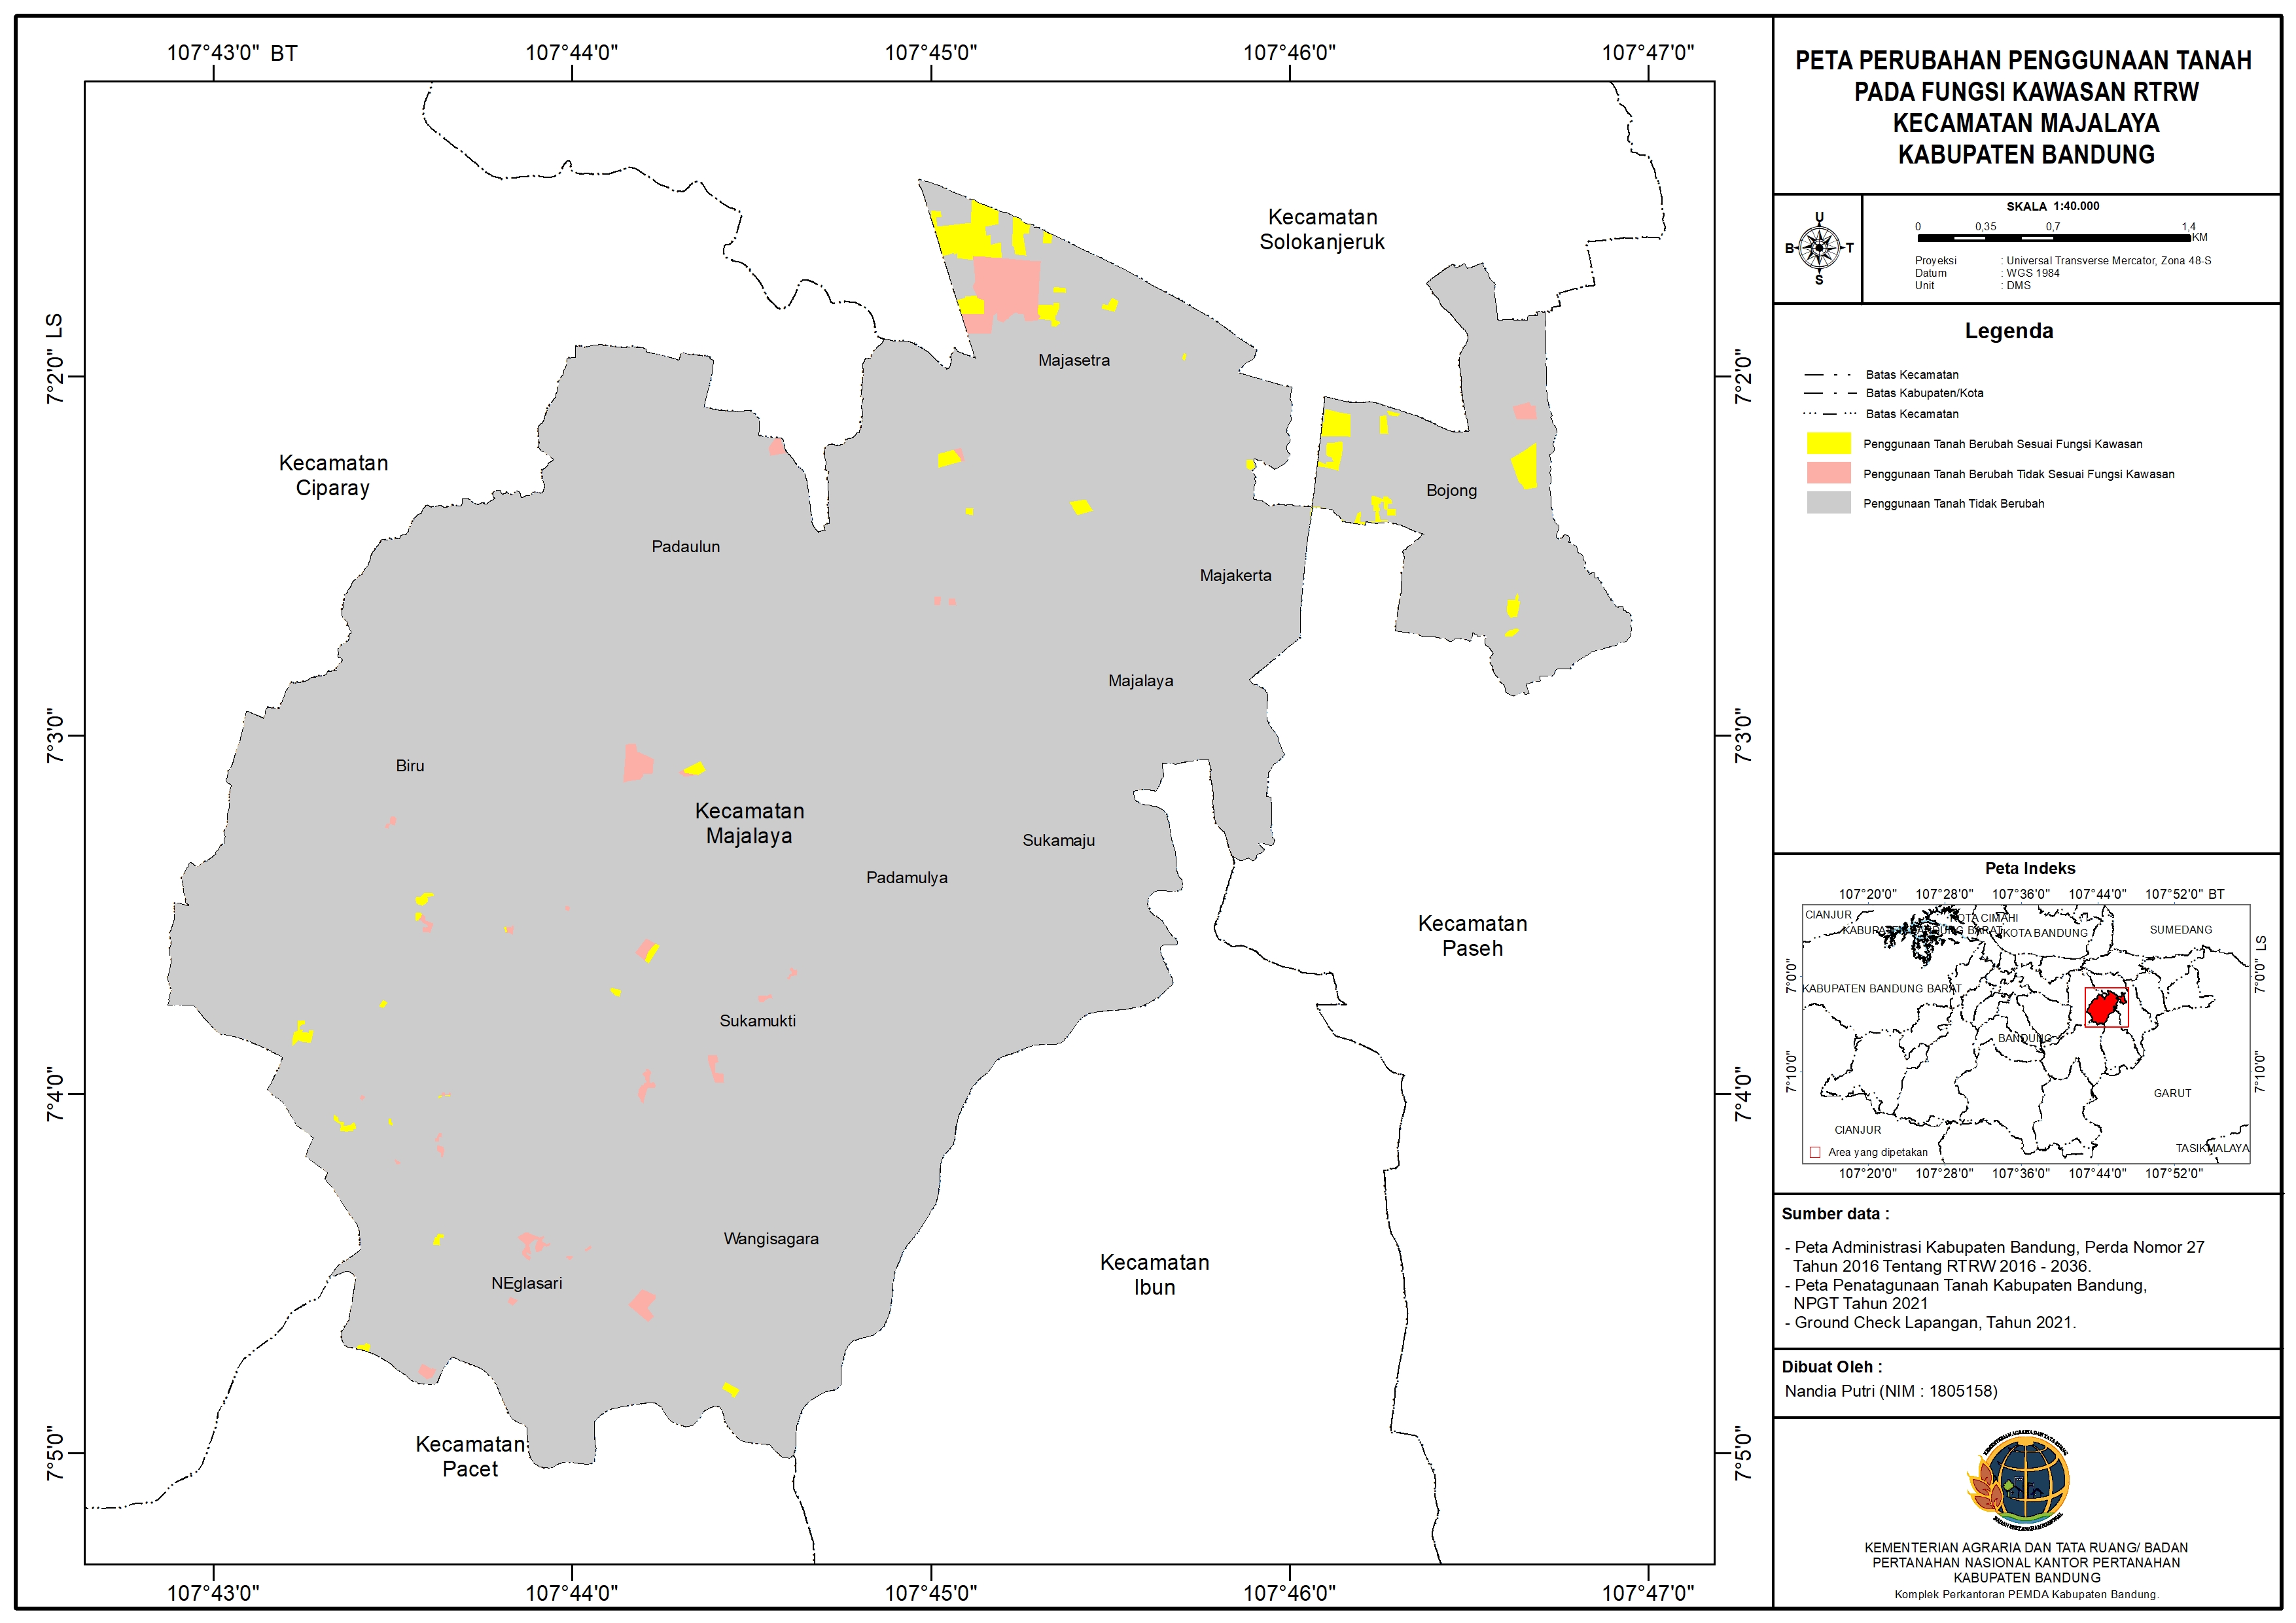 107°43'0" BT
107°44'0"
107°45'0"
107°46'0"
107°47'0"
7°2'0" LS
7°3'0"
7°4'0"
7°5'0"
7°2'0"
7°3'0"
7°4'0"
7°5'0"
107°43'0"
107°44'0"
107°45'0"
107°46'0"
107°47'0"
Kecamatan
Solokanjeruk
Majasetra
Kecamatan
Ciparay
Bojong
Padaulun
Majakerta
Majalaya
Biru
Kecamatan
Majalaya
Sukamaju
Padamulya
Kecamatan
Paseh
Sukamukti
Wangisagara
NEglasari
Kecamatan
Ibun
Kecamatan
Pacet
PETA PERUBAHAN PENGGUNAAN TANAH
PADA FUNGSI KAWASAN RTRW
KECAMATAN MAJALAYA
KABUPATEN BANDUNG
U
B T
S
SKALA 1:40.000
0 0,35 0,7 1,4
KM
Proyeksi : Universal Transverse Mercator, Zona 48-S
Datum : WGS 1984
Unit : DMS
Legenda
Batas Kecamatan
Batas Kabupaten/Kota
Batas Kecamatan
Penggunaan Tanah Berubah Sesuai Fungsi Kawasan
Penggunaan Tanah Berubah Tidak Sesuai Fungsi Kawasan
Penggunaan Tanah Tidak Berubah
Peta Indeks
107°20'0" 107°28'0" 107°36'0" 107°44'0" 107°52'0" BT
CIANJUR
KOTA CIMAHI
KABUPATEN BANDUNG BARAT
KOTA BANDUNG
SUMEDANG
LS
7°0'0"
7°0'0"
KABUPATEN BANDUNG BARAT
BANDUNG
7°10'0"
7°10'0"
GARUT
CIANJUR
TASIKMALAYA
Area yang dipetakan
107°20'0" 107°28'0" 107°36'0" 107°44'0" 107°52'0"
Sumber data :
- Peta Administrasi Kabupaten Bandung, Perda Nomor 27
Tahun 2016 Tentang RTRW 2016 - 2036.
- Peta Penatagunaan Tanah Kabupaten Bandung,
NPGT Tahun 2021
- Ground Check Lapangan, Tahun 2021.
Dibuat Oleh :
Nandia Putri (NIM : 1805158)
KEMENTERIAN AGRARIA DAN TATA RUANG
BADAN PERTANAHAN NASIONAL
KEMENTERIAN AGRARIA DAN TATA RUANG/ BADAN
PERTANAHAN NASIONAL KANTOR PERTANAHAN
KABUPATEN BANDUNG
Komplek Perkantoran PEMDA Kabupaten Bandung.